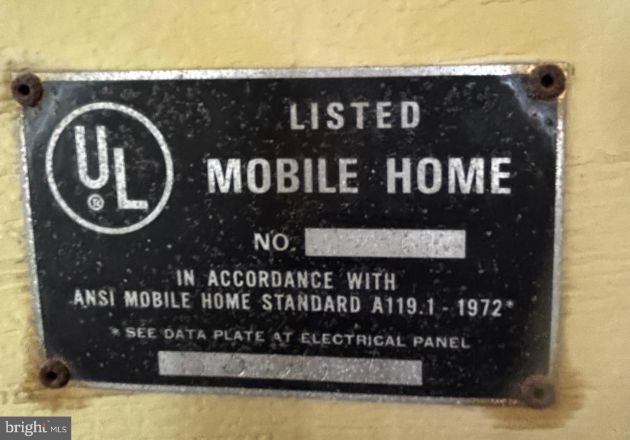 UL
®
LISTED
MOBILE HOME
NO.
IN ACCORDANCE WITH
ANSI MOBILE HOME STANDARD A119.1 - 1972*
* SEE DATA PLATE AT ELECTRICAL PANEL
bright MLS